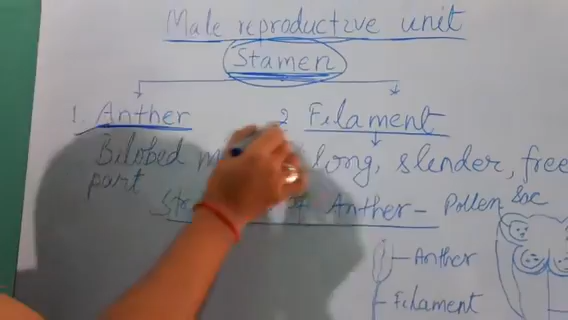 Male reproductive unit
Stamen
1. Anther
2 Filament
Bilobed
part
long, slender, free
Anther - Pollen Sac
Anther
Filament